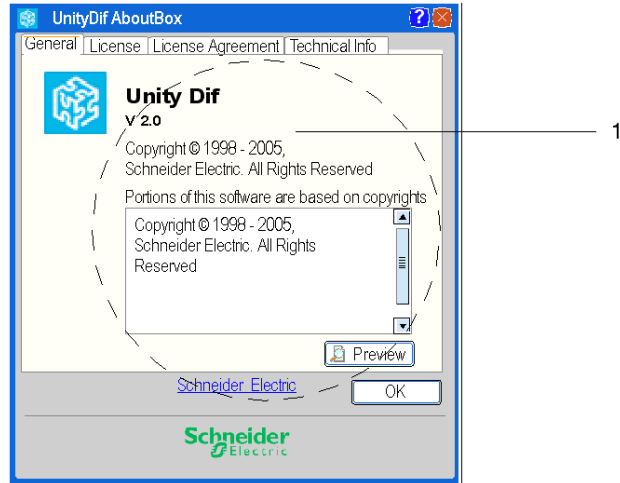 UnityDif AboutBox
?
General License License Agreement Technical Info
Unity Dif
V 2.0
1
Copyright © 1998 - 2005,
Schneider Electric. All Rights Reserved
Portions of this software are based on copyrights
Copyright © 1998 - 2005,
Schneider Electric. All Rights
Reserved
Preview
Schneider Electric
OK
Schneider
Electric